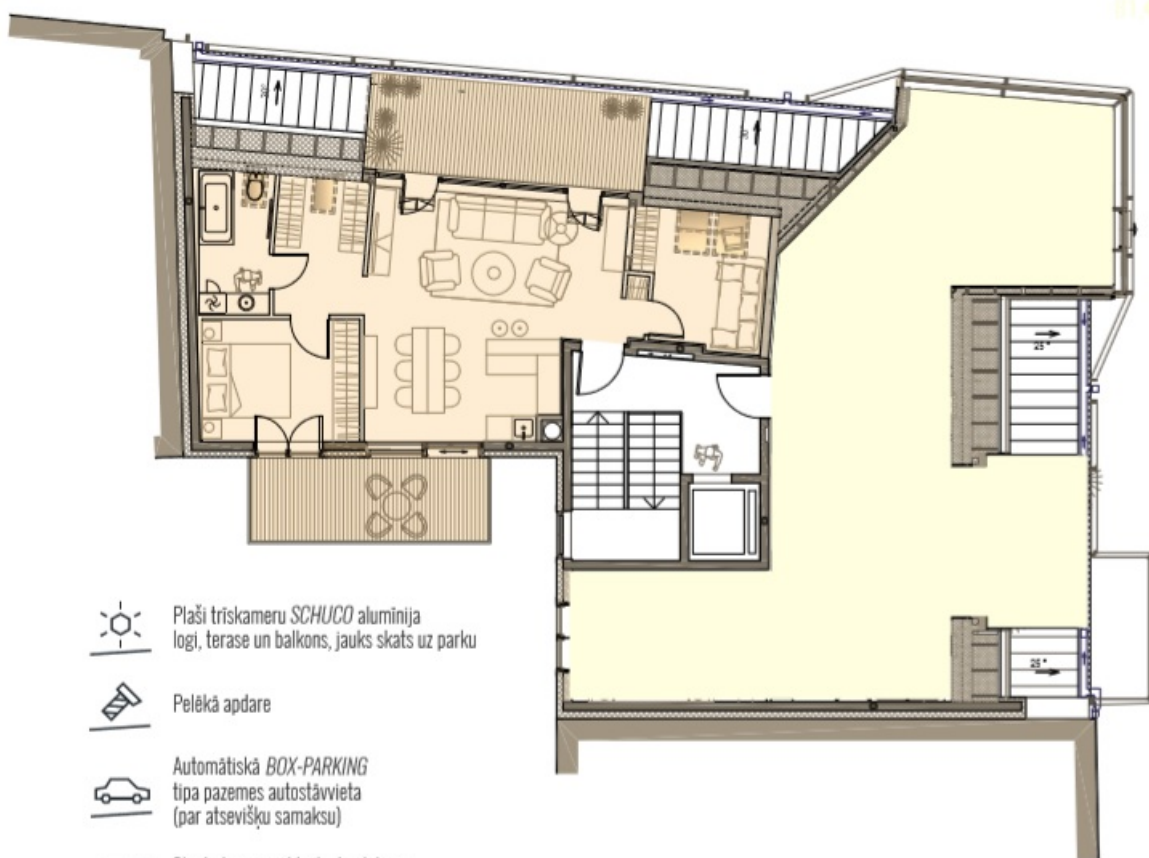 25°
25°
Plaši trīskameru SCHUCO alumīnija
logi, terase un balkons, jauks skats uz parku
Pelēkā apdare
Automātiskā BOX-PARKING
tipa pazemes autostāvvieta
(par atsevišķu samaksu)